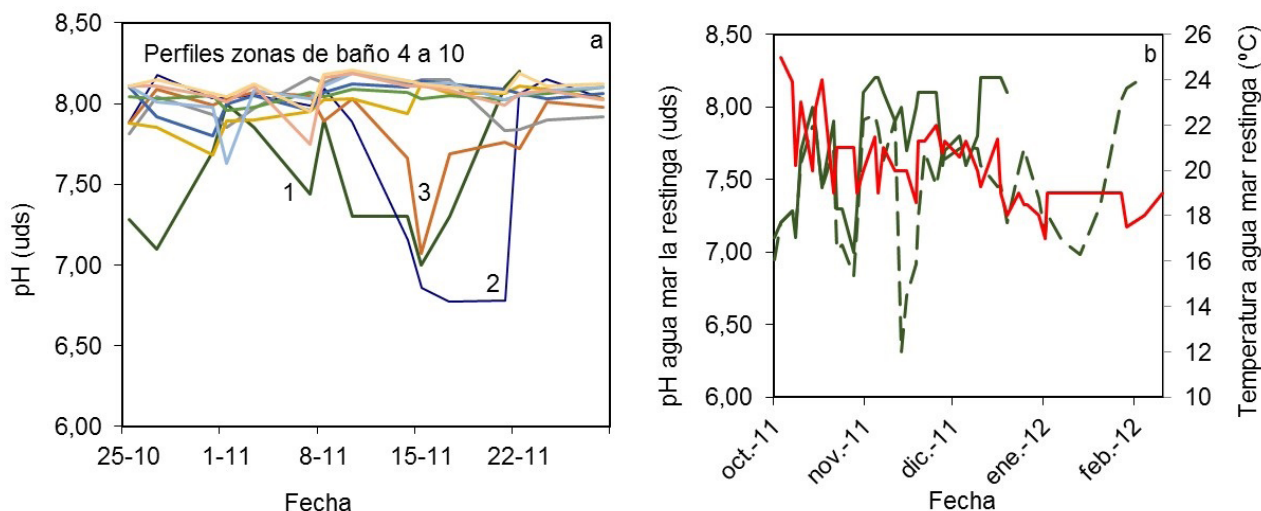 8,50
8,00
7,50
7,00
6,50
6,00
pH (uds)
Perfiles zonas de baño 4 a 10
a
1
3
2
25-10
1-11
8-11
15-11
22-11
Fecha
8,50
8,00
7,50
7,00
6,50
6,00
pH agua mar la restinga (uds)
b
26
24
22
20
18
16
14
12
10
Temperatura agua mar restinga (ºC)
oct.-11
nov.-11
dic.-11
ene.-12
feb.-12
Fecha